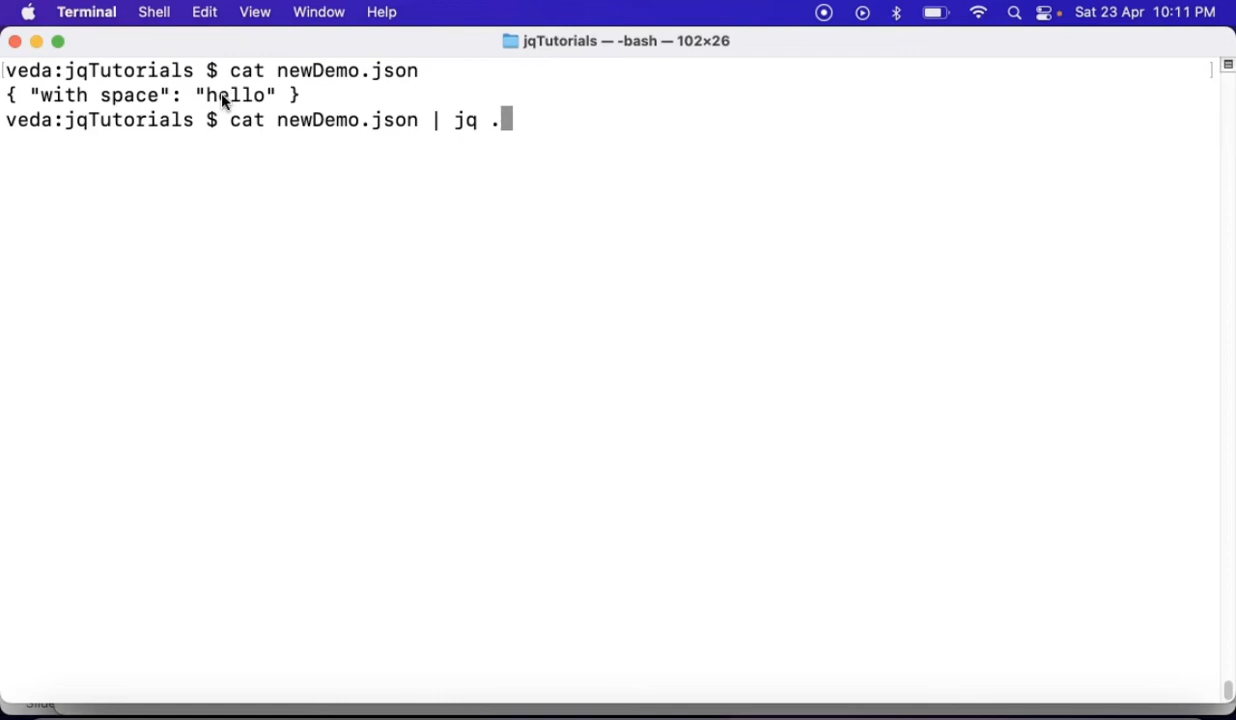 Terminal Shell Edit View Window Help Sat 23 Apr 10:11 PM
jqTutorials — -bash — 102×26
veda:jqTutorials $ cat newDemo.json
{ "with space": "hello" }
veda:jqTutorials $ cat newDemo.json | jq .